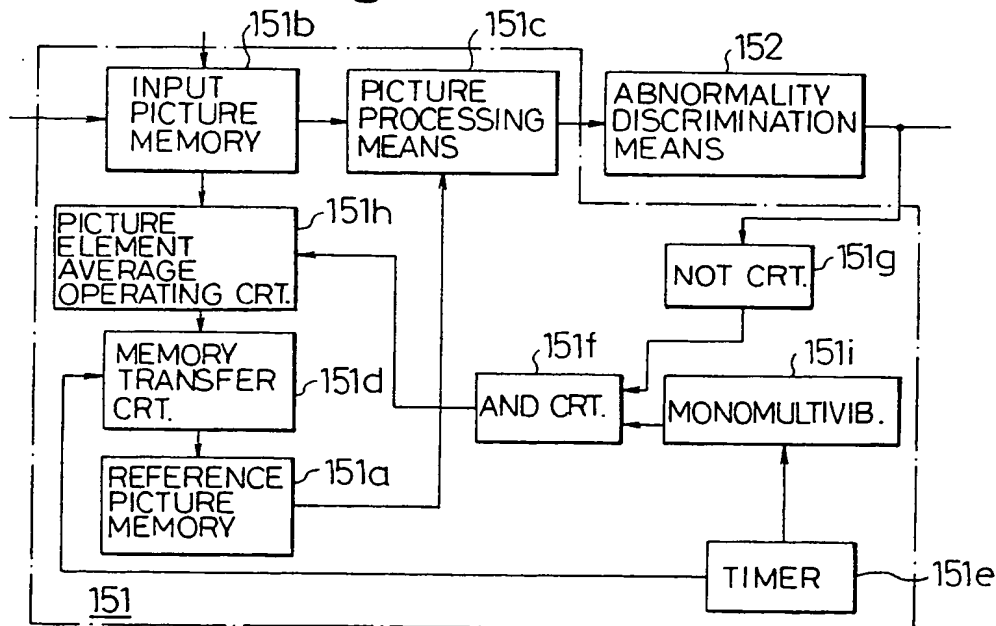 151b
151c
152
INPUT
PICTURE
MEMORY
PICTURE
PROCESSING
MEANS
ABNORMALITY
DISCRIMINATION
MEANS
151h
PICTURE
ELEMENT
AVERAGE
OPERATING CRT.
NOT CRT.
151g
MEMORY
TRANSFER
CRT.
151d
151f
AND CRT.
151i
MONOMULTIVIB.
151a
REFERENCE
PICTURE
MEMORY
TIMER
151e
151